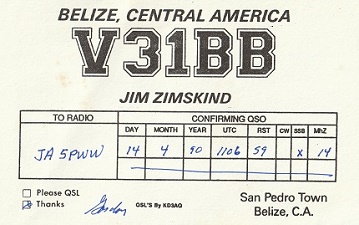 BELIZE, CENTRAL AMERICA
V31BB
JIM ZIMSKIND
TO RADIO CONFIRMING QSO
DAY MONTH YEAR UTC RST CW SSB MhZ
JA5PWW 14 4 90 1106 59 X 14
Please QSL
Thanks QSL'S By KD3AQ
San Pedro Town
Belize, C.A.